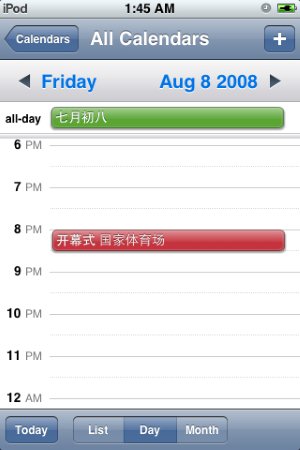 iPod 1:45 AM
Calendars All Calendars +
Friday Aug 8 2008
all-day 七月初八
6 PM
7 PM
8 PM
开幕式 国家体育场
9 PM
10 PM
11 PM
12 AM
Today List Day Month